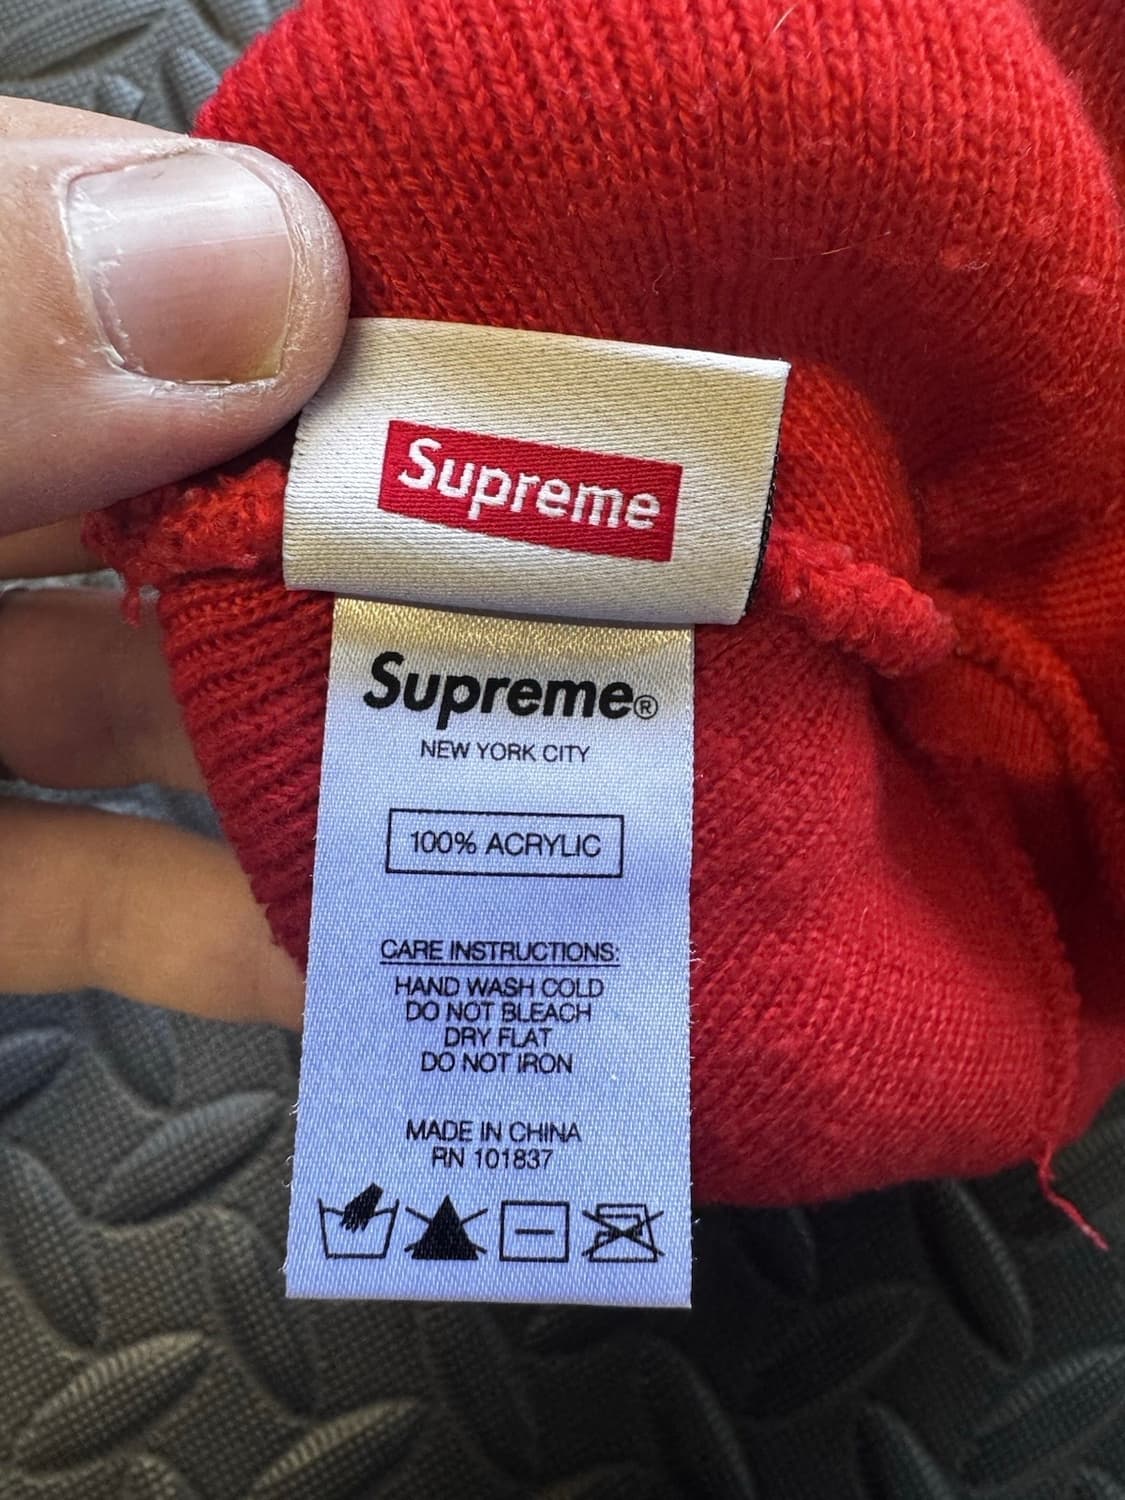 Supreme
Supreme®
NEW YORK CITY
100% ACRYLIC
CARE INSTRUCTIONS:
HAND WASH COLD
DO NOT BLEACH
DRY FLAT
DO NOT IRON
MADE IN CHINA
RN 101837